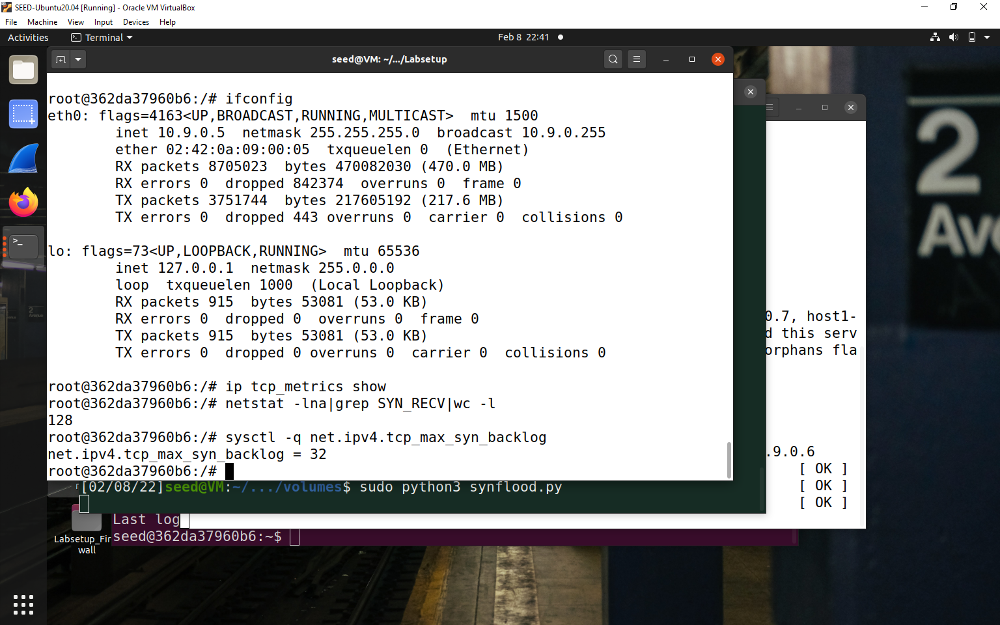 SEED-Ubuntu20.04 [Running] - Oracle VM VirtualBox
File Machine View Input Devices Help
Activities Terminal Feb 8 22:41
seed@VM: ~/.../Labsetup
root@362da37960b6:/# ifconfig
eth0: flags=4163<UP,BROADCAST,RUNNING,MULTICAST>  mtu 1500
        inet 10.9.0.5  netmask 255.255.255.0  broadcast 10.9.0.255
        ether 02:42:0a:09:00:05  txqueuelen 0  (Ethernet)
        RX packets 8705023  bytes 470082030 (470.0 MB)
        RX errors 0  dropped 842374  overruns 0  frame 0
        TX packets 3751744  bytes 217605192 (217.6 MB)
        TX errors 0  dropped 443 overruns 0  carrier 0  collisions 0
lo: flags=73<UP,LOOPBACK,RUNNING>  mtu 65536
        inet 127.0.0.1  netmask 255.0.0.0
        loop  txqueuelen 1000  (Local Loopback)
        RX packets 915  bytes 53081 (53.0 KB)
        RX errors 0  dropped 0  overruns 0  frame 0
        TX packets 915  bytes 53081 (53.0 KB)
        TX errors 0  dropped 0 overruns 0  carrier 0  collisions 0
root@362da37960b6:/# ip tcp_metrics show
root@362da37960b6:/# netstat -lna|grep SYN_RECV|wc -l
128
root@362da37960b6:/# sysctl -q net.ipv4.tcp_max_syn_backlog
net.ipv4.tcp_max_syn_backlog = 32
root@362da37960b6:/#
0.7, host1-
d this serv
orphans fla
.9.0.6
[ OK ]
[ OK ]
[ OK ]
[02/08/22]seed@VM:~/.../volumes$ sudo python3 synflood.py
Last log
seed@362da37960b6:~$
Labsetup_Fir
wall
2
Ave
2